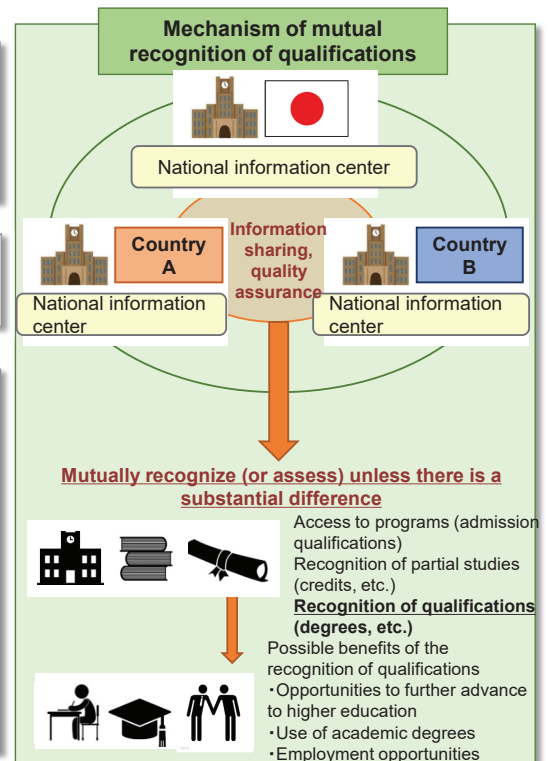 Mechanism of mutual
recognition of qualifications
National information center
Country
A
Information
sharing,
quality
assurance
Country
B
National information
center
National information
center
Mutually recognize (or assess) unless there is a
substantial difference
Access to programs (admission
qualifications)
Recognition of partial studies
(credits, etc.)
Recognition of qualifications
(degrees, etc.)
Possible benefits of the
recognition of qualifications
・Opportunities to further advance
to higher education
・Use of academic degrees
・Employment opportunities